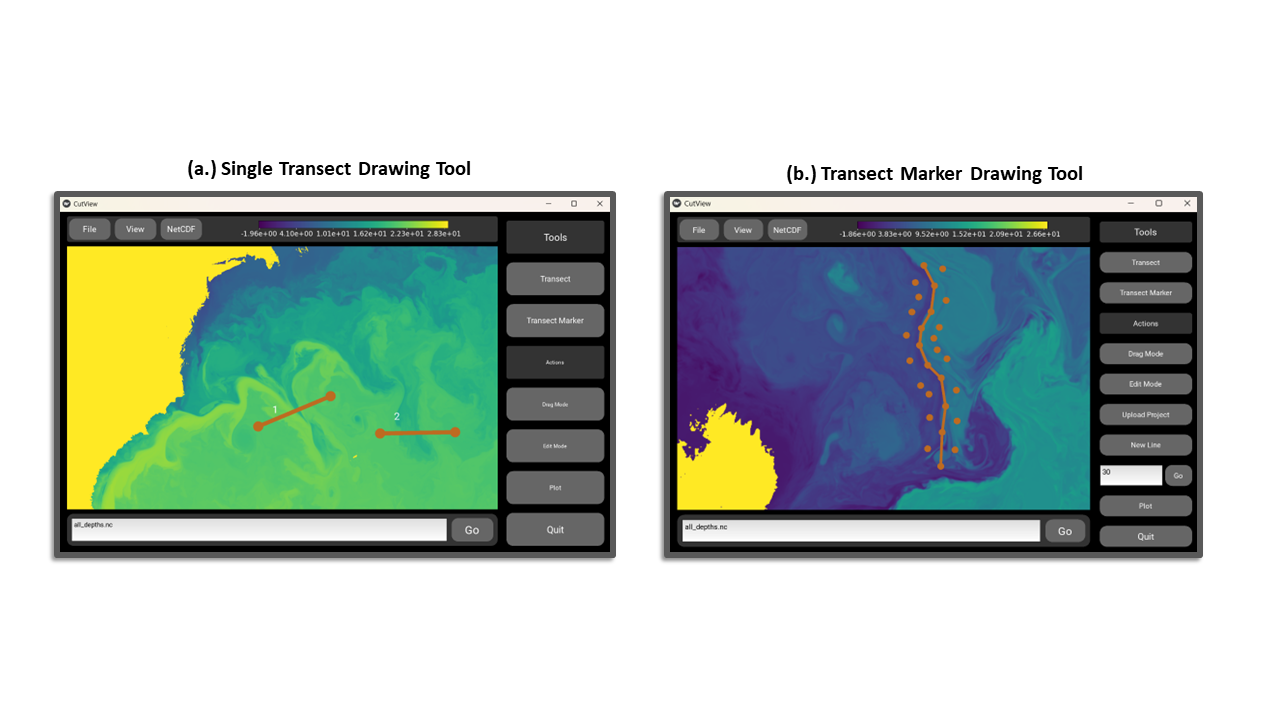 (a.) Single Transect Drawing Tool
CutView
File View NetCDF
-1.96e+00 4.10e+00 1.01e+01 1.62e+01 2.23e+01 2.83e+01
Tools
Transect
Transect Marker
Actions
Drag Mode
Edit Mode
Plot
Quit
1
2
all_depths.nc
Go
(b.) Transect Marker Drawing Tool
CutView
File View NetCDF
-1.86e+00 3.83e+00 9.52e+00 1.52e+01 2.09e+01 2.66e+01
Tools
Transect
Transect Marker
Actions
Drag Mode
Edit Mode
Upload Project
New Line
30 Go
Plot
Quit
all_depths.nc
Go